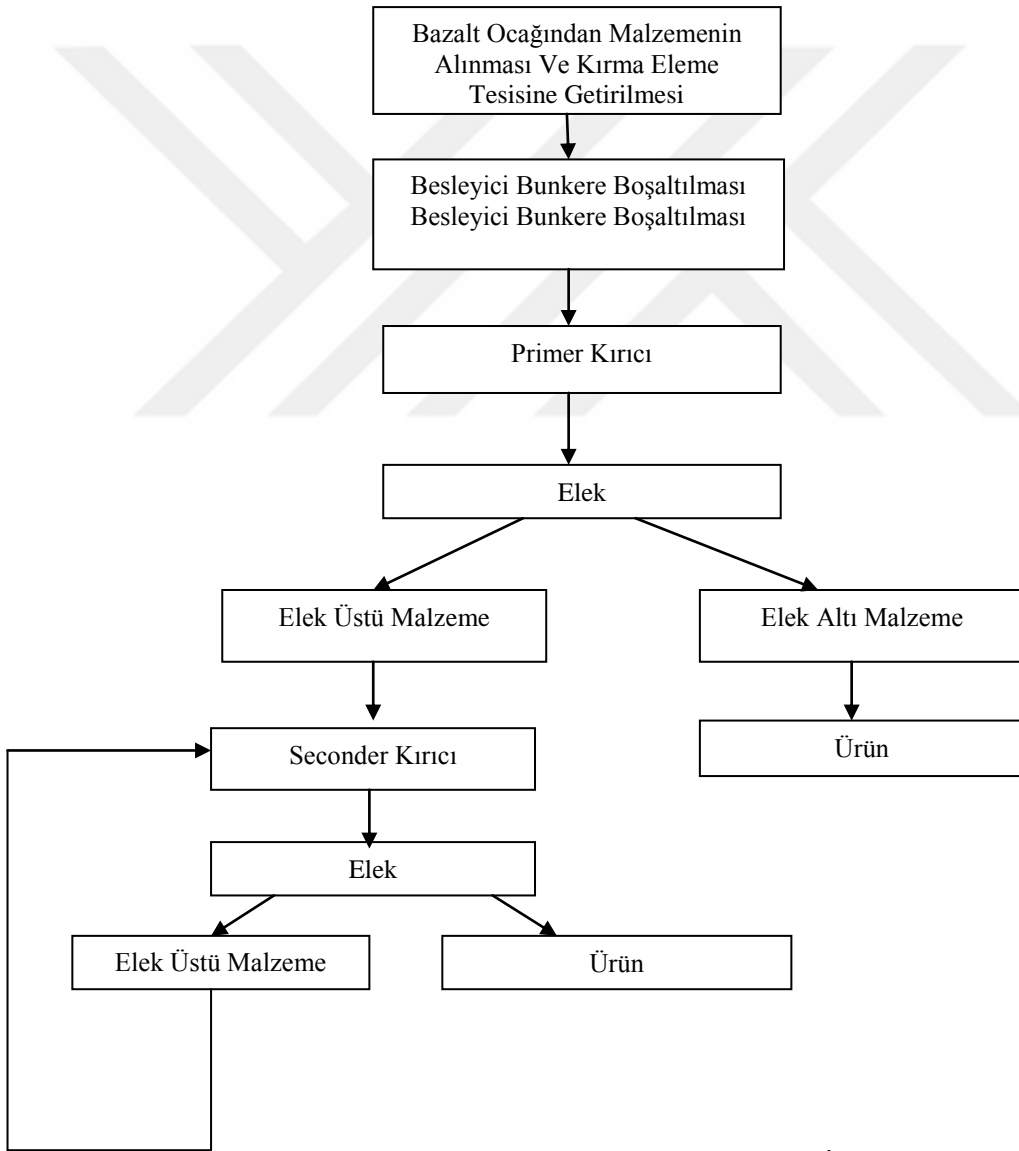 Bazalt Ocağından Malzemenin
Alınması Ve Kırma Eleme
Tesisine Getirilmesi
Besleyici Bunkere Boşaltılması
Besleyici Bunkere Boşaltılması
Primer Kırıcı
Elek
Elek Üstü Malzeme
Elek Altı Malzeme
Seconder Kırıcı
Ürün
Elek
Elek Üstü Malzeme
Ürün